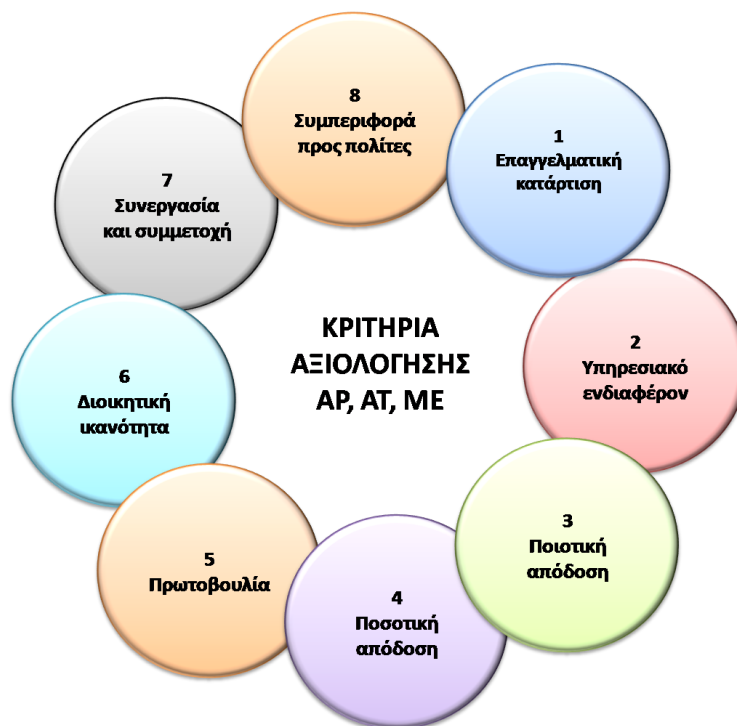 ΚΡΙΤΗΡΙΑ
ΑΞΙΟΛΟΓΗΣΗΣ
ΑΡ, ΑΤ, ΜΕ
1
Επαγγελματική
κατάρτιση
2
Υπηρεσιακό
ενδιαφέρον
3
Ποιοτική
απόδοση
4
Ποσοτική
απόδοση
5
Πρωτοβουλία
6
Διοικητική
ικανότητα
7
Συνεργασία
και συμμετοχή
8
Συμπεριφορά
προς πολίτες